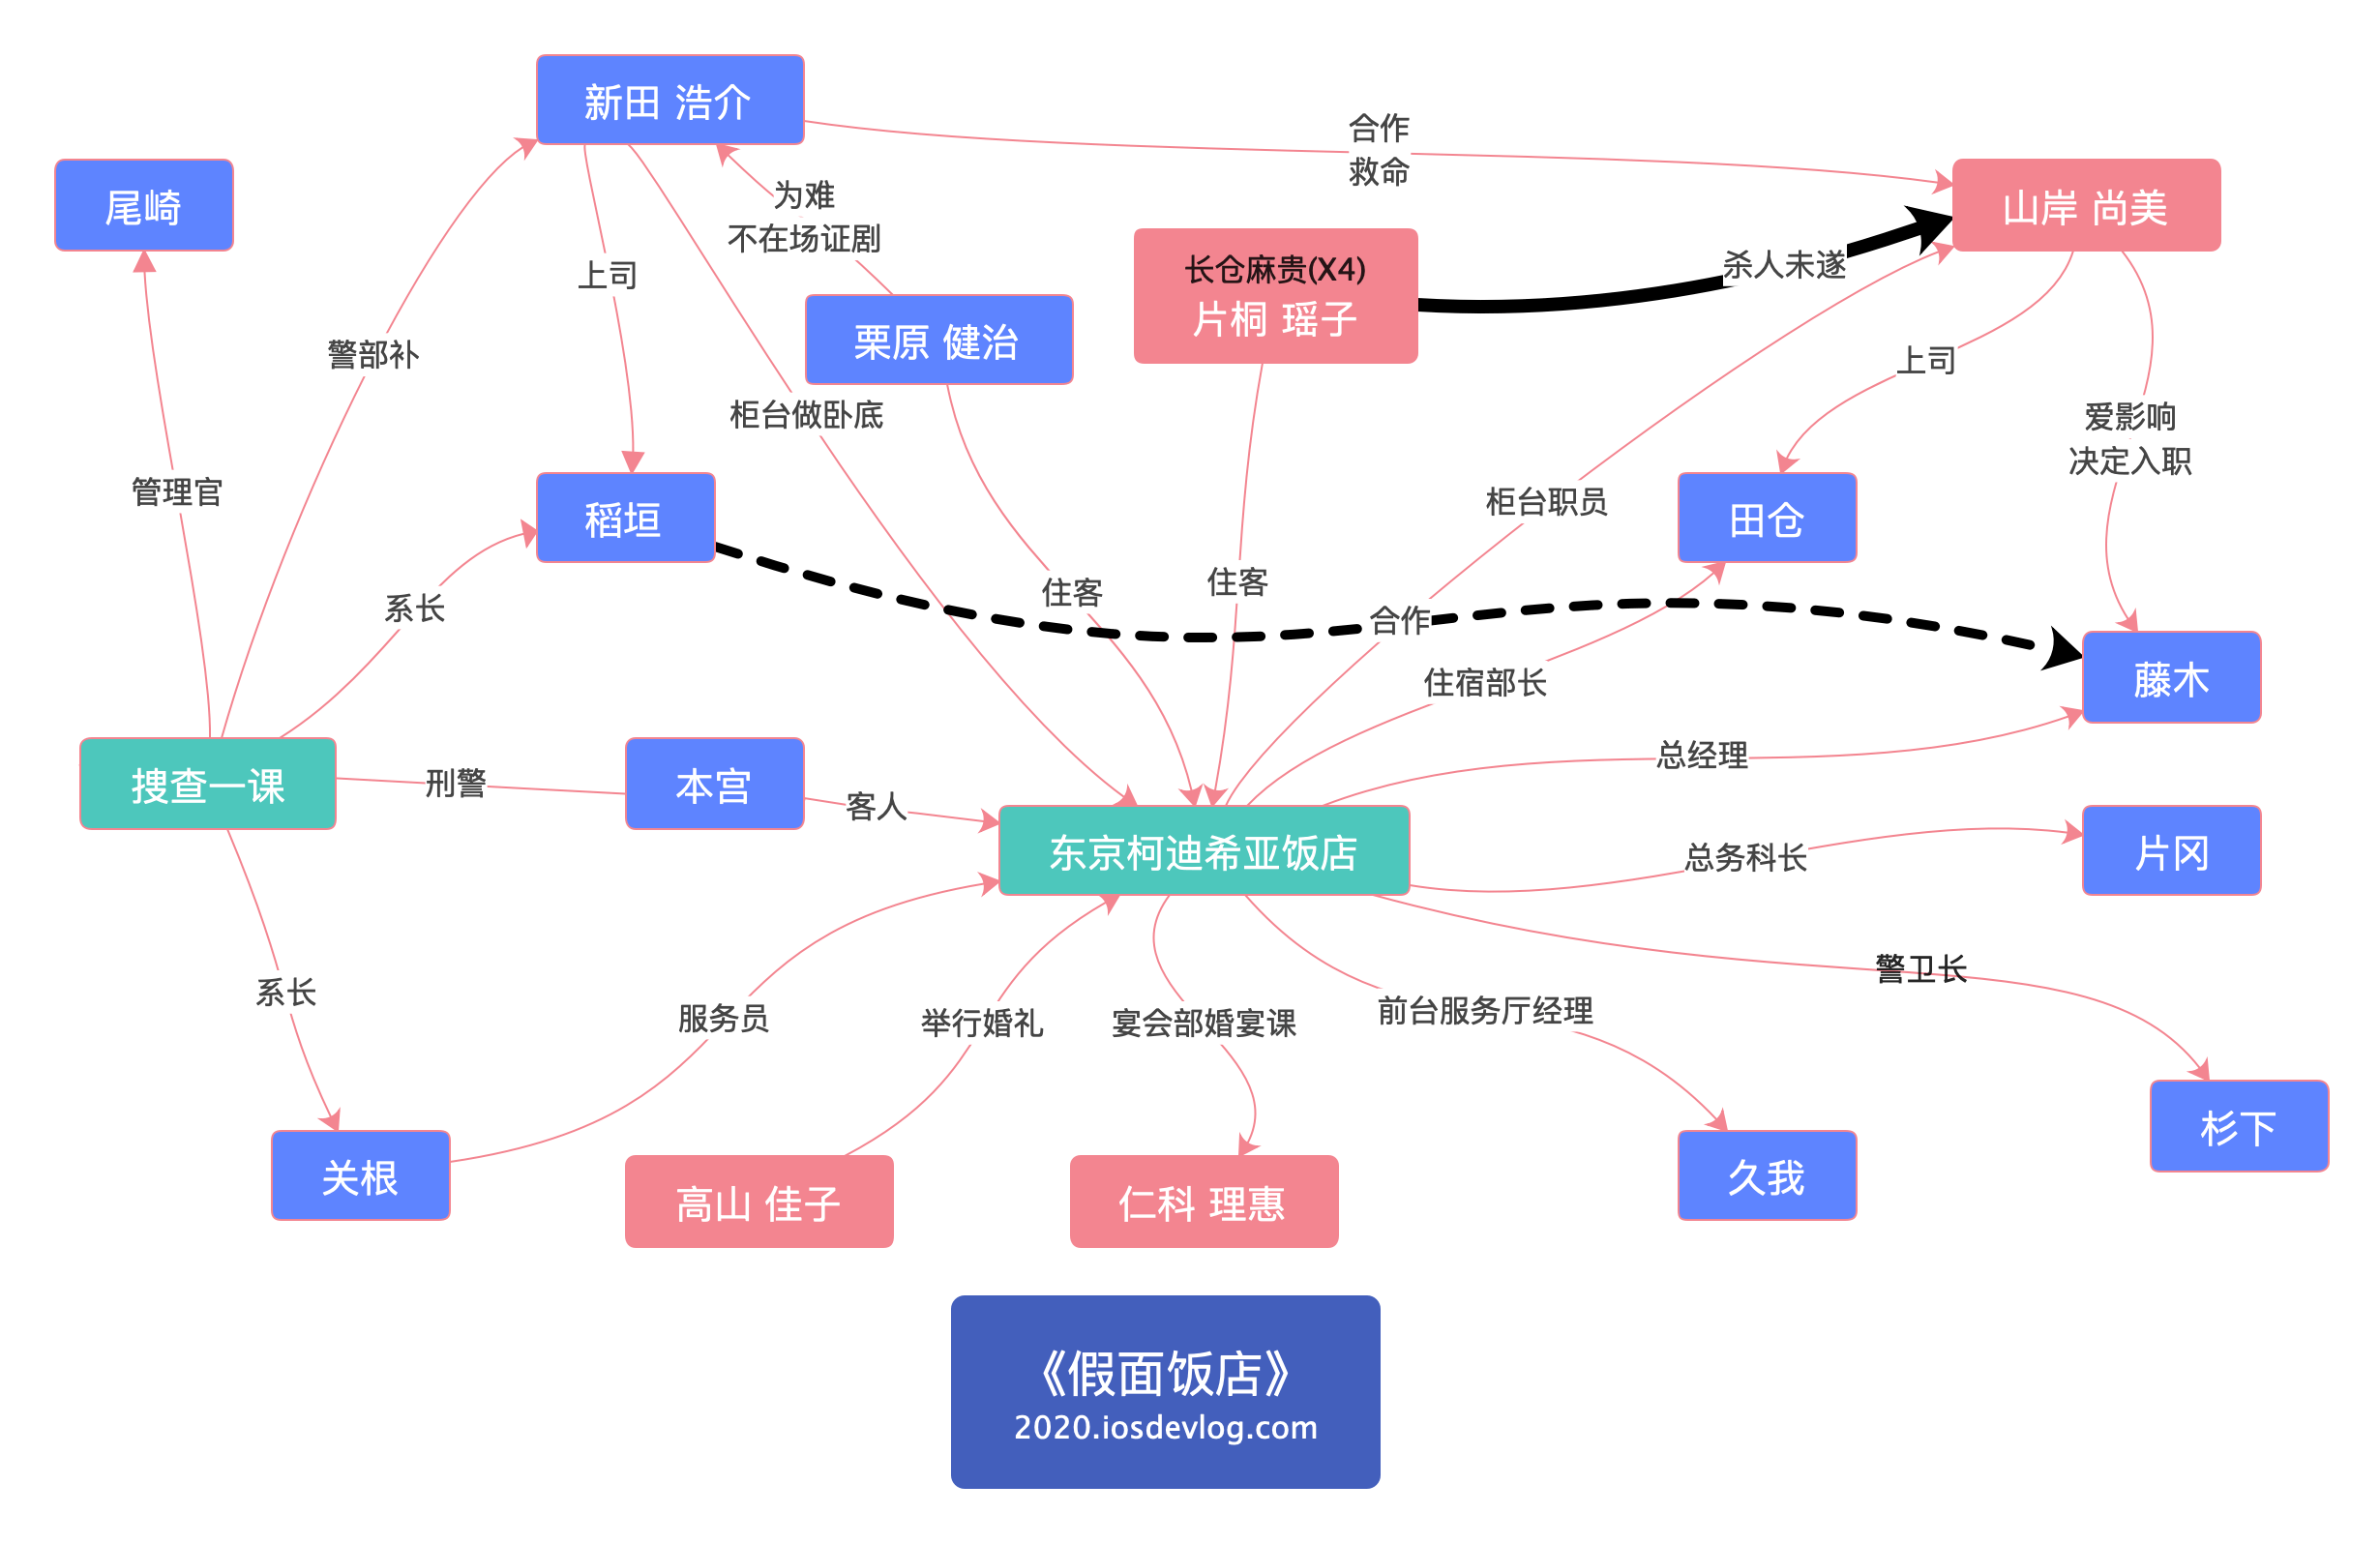 新田 浩介
合作
救命
尾崎
为难
不在场证剧
山岸 尚美
长仓麻贵(X4)
片桐 瑶子
杀人未遂
上司
栗原 健治
警部补
上司
柜台做卧底
爱影响
决定入职
管理官
柜台职员
稻垣
田仓
系长
住客
住客
合作
住宿部长
藤木
总经理
搜查一课
刑警
本宫
客人
东京柯迪希亚饭店
总务科长
片冈
警卫长
系长
服务员
举行婚礼
宴会部婚宴课
前台服务厅经理
杉下
关根
高山 佳子
仁科 理惠
久我
《假面饭店》
2020.iosdevlog.com